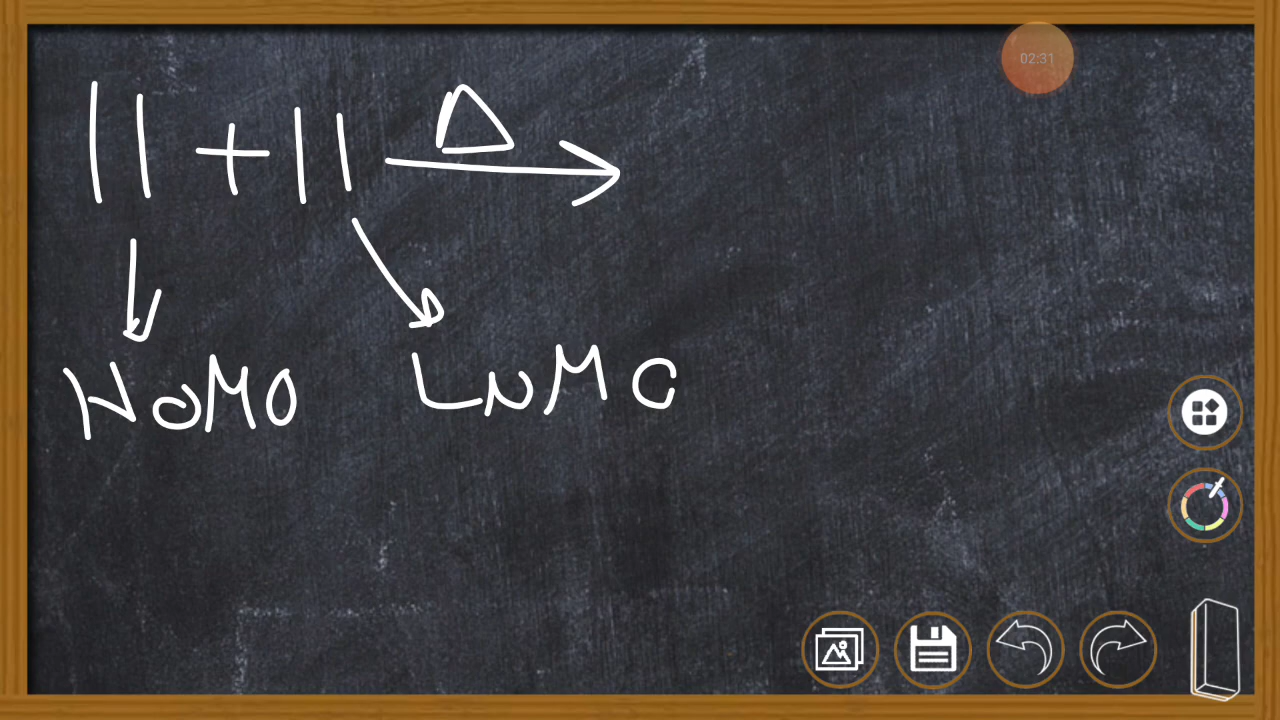 02:31
|| + || Δ →
HOMO LUMO